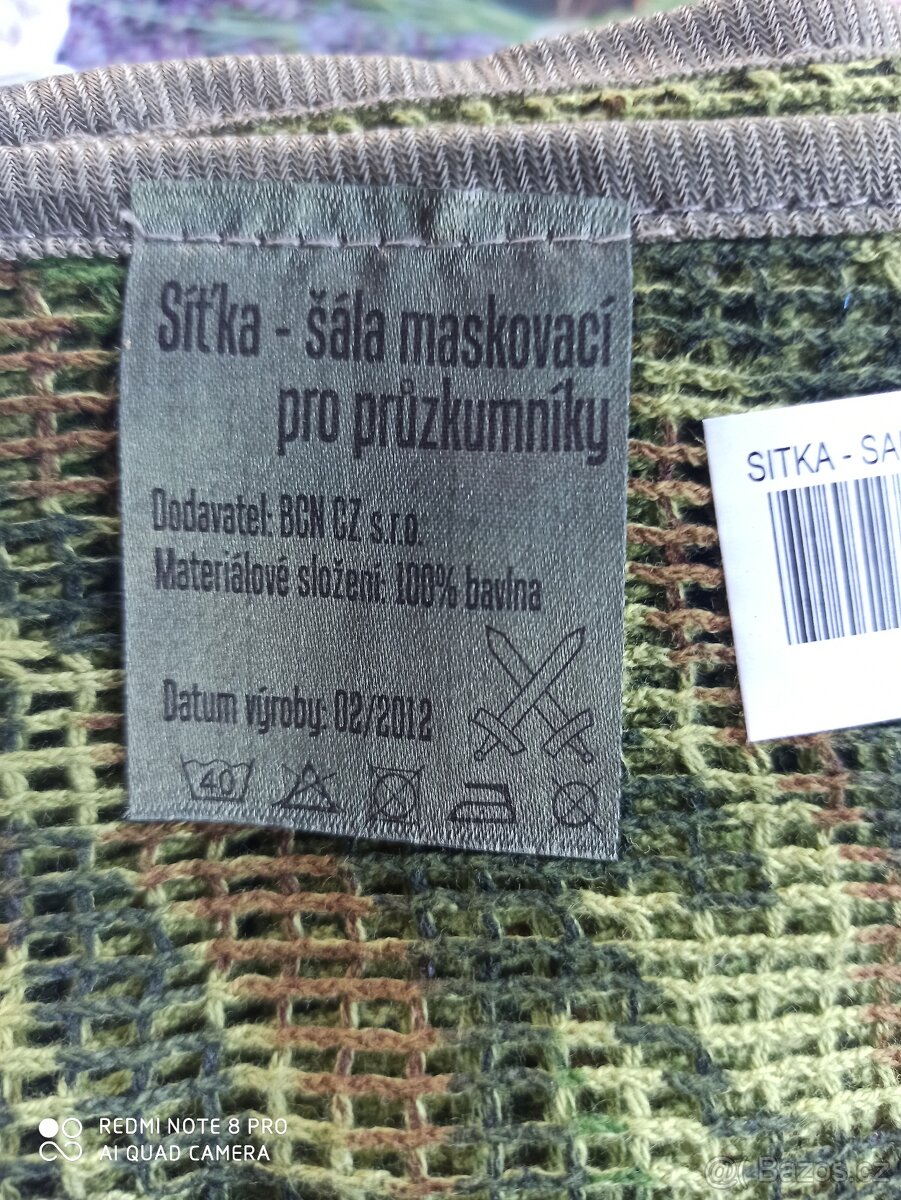 Síťka - šála maskovací
pro průzkumníky
Dodavatel: BCN CZ s.r.o.
Materiálové složení: 100% bavlna
Datum výroby: 02/2012
40
SITKA -
REDMI NOTE 8 PRO
AI QUAD CAMERA
@ Bazos.cz